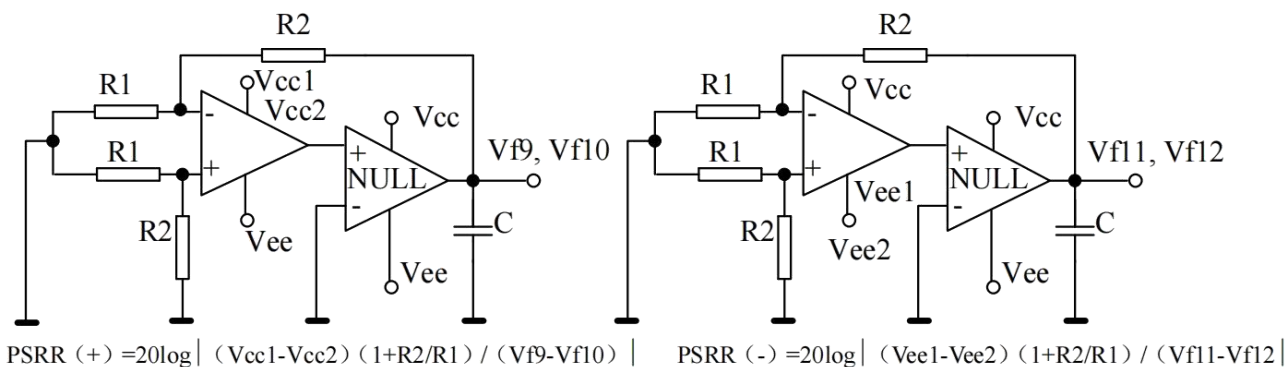 R2
R1
Vcc1
Vcc2
-
Vcc
R1
+
+
NULL
-
Vf9, Vf10
R2
Vee
C
Vee
R2
R1
Vcc
-
Vcc
R1
+
+
NULL
-
Vf11, Vf12
R2
Vee1
Vee2
C
Vee
PSRR（+）=20log|（Vcc1-Vcc2）（1+R2/R1）/（Vf9-Vf10）|
PSRR（-）=20log|（Vee1-Vee2）（1+R2/R1）/（Vf11-Vf12|